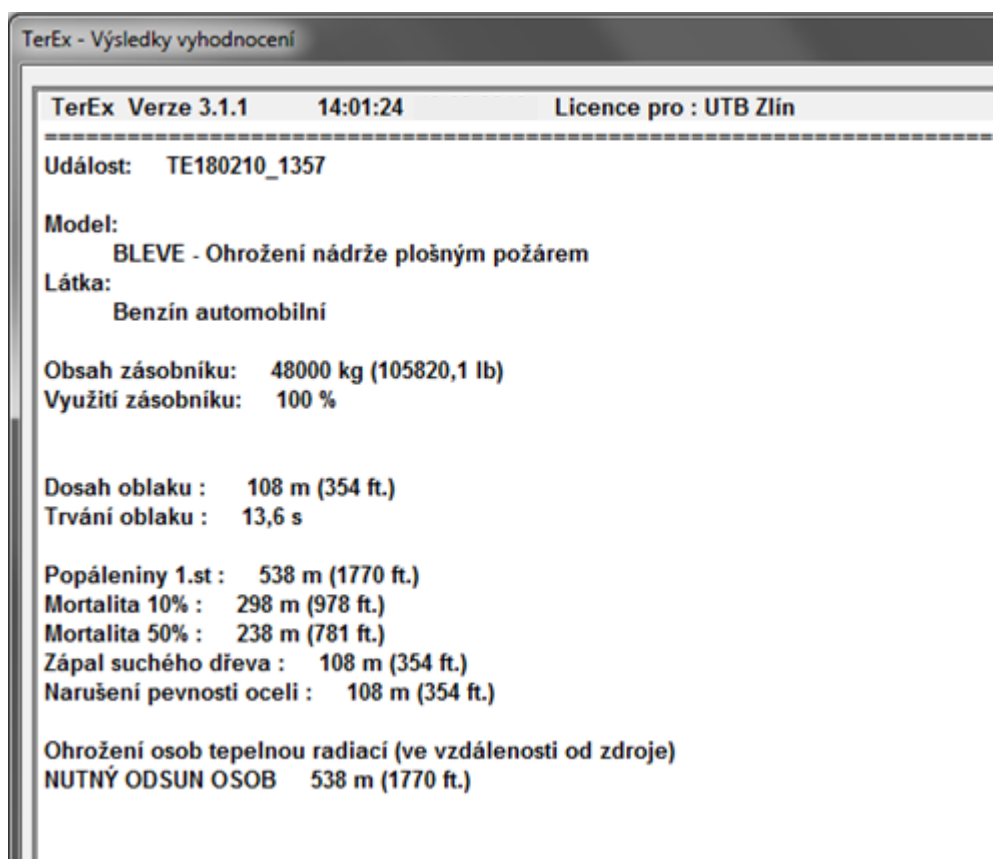 TerEx - Výsledky vyhodnocení
TerEx Verze 3.1.1 14:01:24 Licence pro : UTB Zlín
=====================================================================
Událost: TE180210_1357
Model:
BLEVE - Ohrožení nádrže plošným požárem
Látka:
Benzín automobilní
Obsah zásobníku: 48000 kg (105820,1 lb)
Využití zásobníku: 100 %
Dosah oblaku : 108 m (354 ft.)
Trvání oblaku : 13,6 s
Popáleniny 1.st : 538 m (1770 ft.)
Mortalita 10% : 298 m (978 ft.)
Mortalita 50% : 238 m (781 ft.)
Zápal suchého dřeva : 108 m (354 ft.)
Narušení pevnosti oceli : 108 m (354 ft.)
Ohrožení osob tepelnou radiací (ve vzdálenosti od zdroje)
NUTNÝ ODSUN OSOB 538 m (1770 ft.)